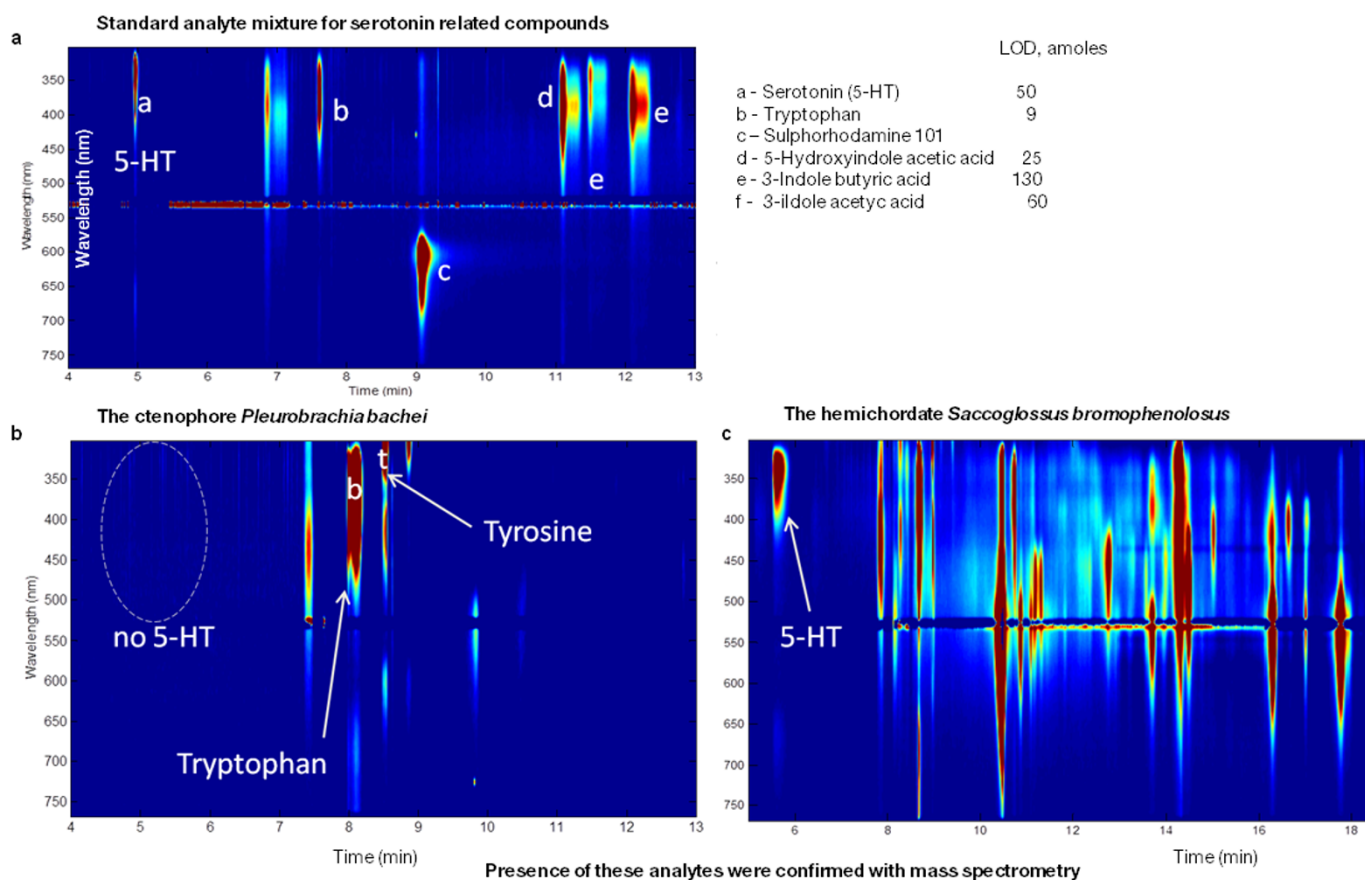 Standard analyte mixture for serotonin related compounds
a
LOD, amoles
a - Serotonin (5-HT) 50
b - Tryptophan 9
c – Sulphorhodamine 101
d - 5-Hydroxyindole acetic acid 25
e - 3-Indole butyric acid 130
f - 3-ildole acetyc acid 60
Wavelength (nm)
Wavelength (nm)
350
400
450
500
550
600
650
700
750
a
5-HT
b
c
d
e
e
4 5 6 7 8 9 10 11 12 13
Time (min)
The ctenophore Pleurobrachia bachei
b
Wavelength (nm)
350
400
450
500
550
600
650
700
750
no 5-HT
b
t
Tyrosine
Tryptophan
4 5 6 7 8 9 10 11 12 13
Time (min)
The hemichordate Saccoglossus bromophenolosus
c
Wavelength (nm)
350
400
450
500
550
600
650
700
750
5-HT
6 8 10 12 14 16 18
Time (min)
Presence of these analytes were confirmed with mass spectrometry